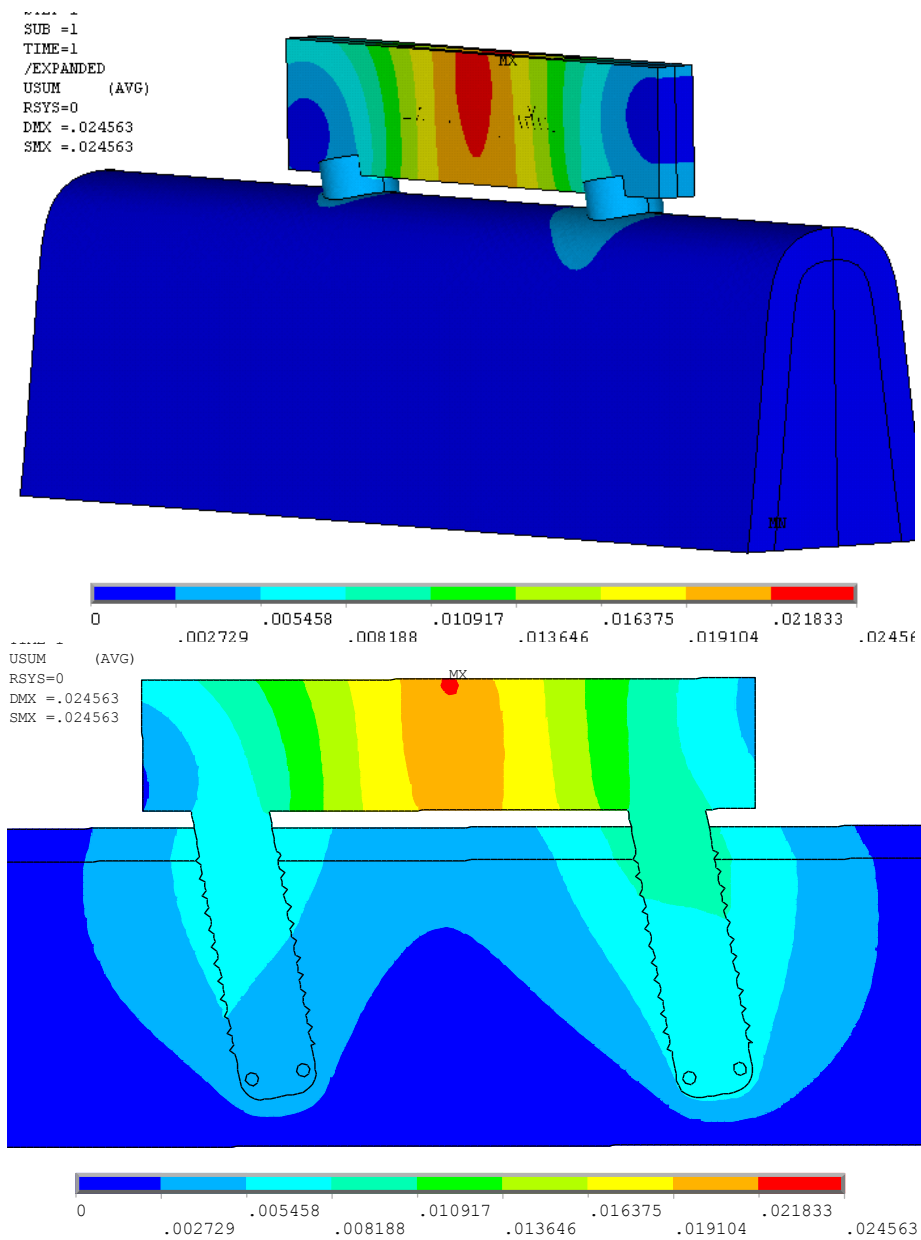 SUB =1
TIME=1
/EXPANDED
USUM (AVG)
RSYS=0
DMX =.024563
SMX =.024563
MX
MN
0 .005458 .010917 .016375 .021833
.002729 .008188 .013646 .019104 .02456
USUM (AVG)
RSYS=0
DMX =.024563
SMX =.024563
MX
0 .005458 .010917 .016375 .021833
.002729 .008188 .013646 .019104 .024563